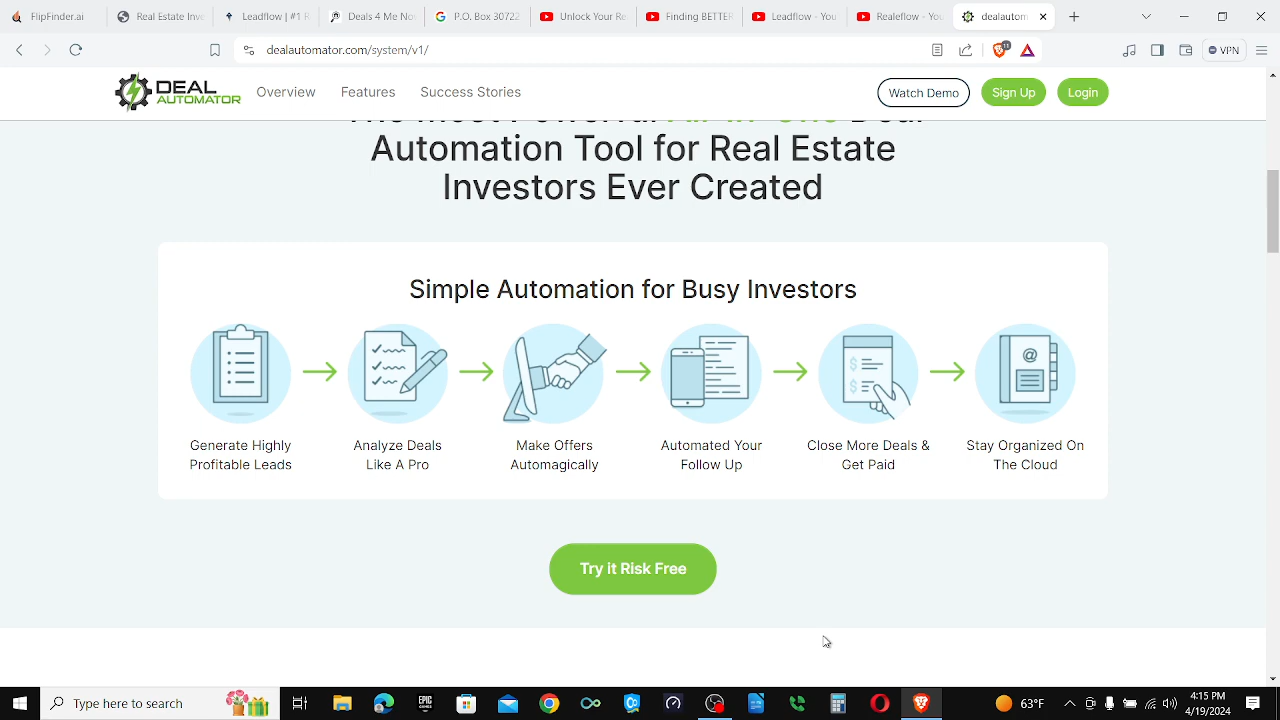 FlipFinder.ai
Real Estate Inve
Leadflow | #1 R
Deals 4 Me No
P.O. Box 30722
Unlock Your Re
Finding BETTER
Leadflow - You
Realeflow - You
dealautom
dealautomator.com/system/v1/
11
VPN
DEAL
AUTOMATOR
Overview
Features
Success Stories
Watch Demo
Sign Up
Login
Automation Tool for Real Estate
Investors Ever Created
Simple Automation for Busy Investors
Generate Highly
Profitable Leads
Analyze Deals
Like A Pro
Make Offers
Automagically
Automated Your
Follow Up
Close More Deals &
Get Paid
Stay Organized On
The Cloud
Try it Risk Free
Type here to search
EPIC
GAMES
63°F
4:15 PM
4/19/2024